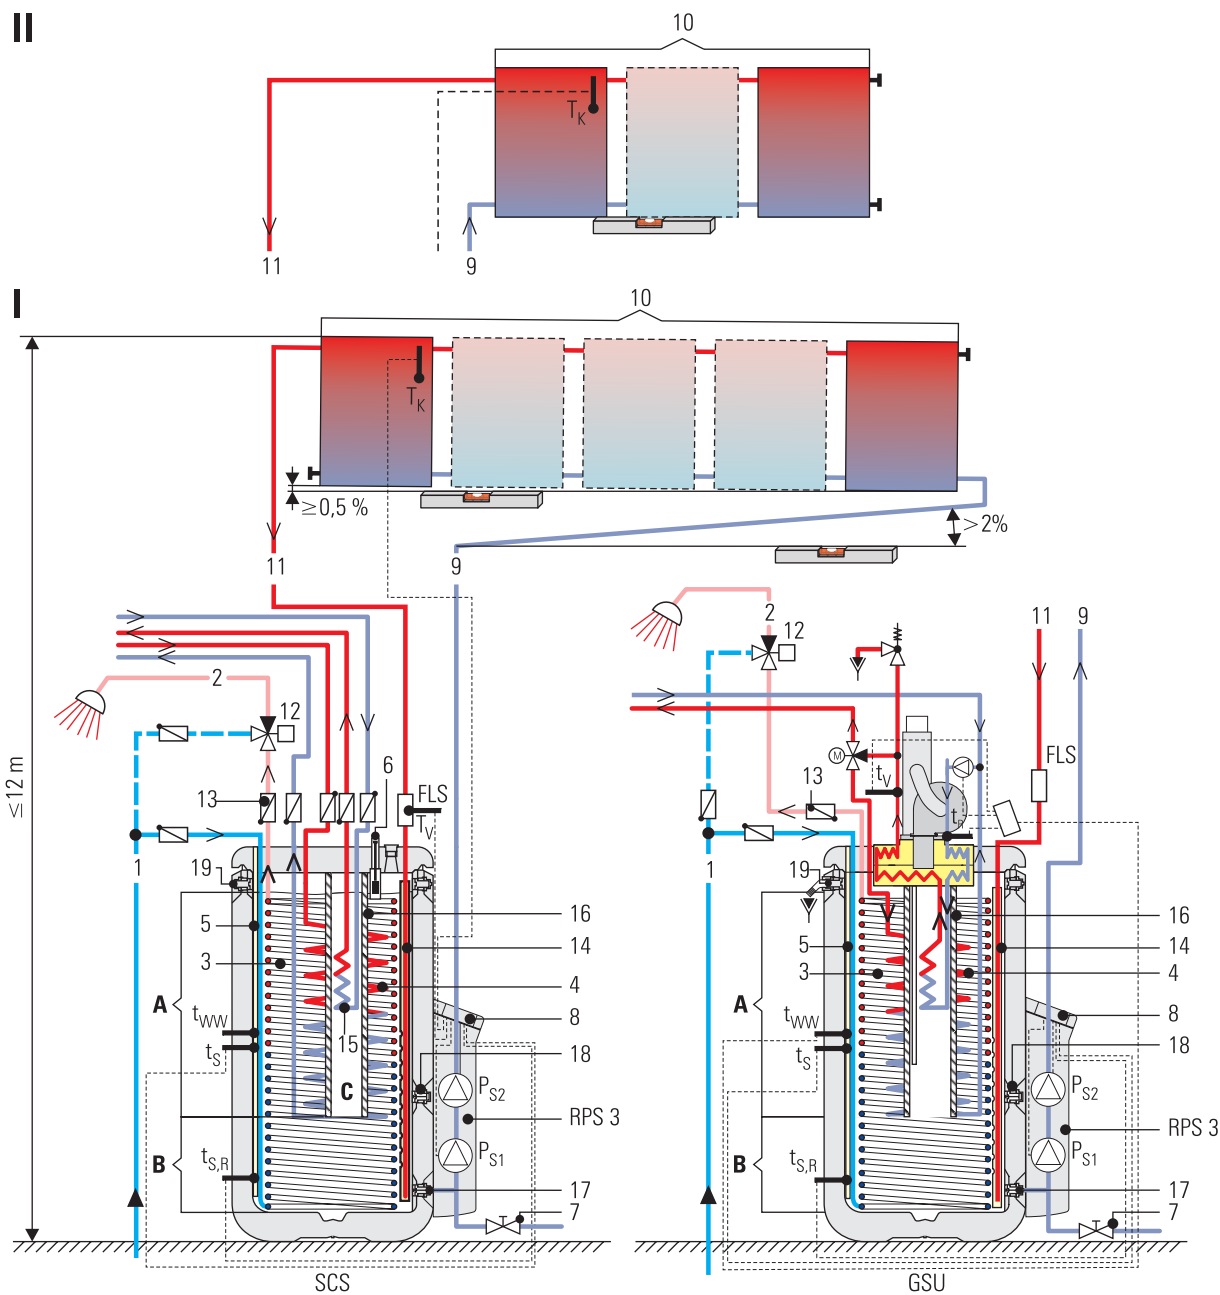 II
10
T_K
11
9
I
10
T_K
≥0,5 %
>2%
11
9
≤12 m
2
12
6
13
FLS
T_V
1
19
5
3
16
14
4
A
8
t_WW
t_S
15
C
18
P_S2
RPS 3
B
t_S,R
P_S1
17
7
SCS
2
12
11
9
M
FLS
13
t_V
t_R
1
19
16
5
14
3
4
A
8
t_WW
t_S
18
P_S2
RPS 3
B
t_S,R
P_S1
17
7
GSU